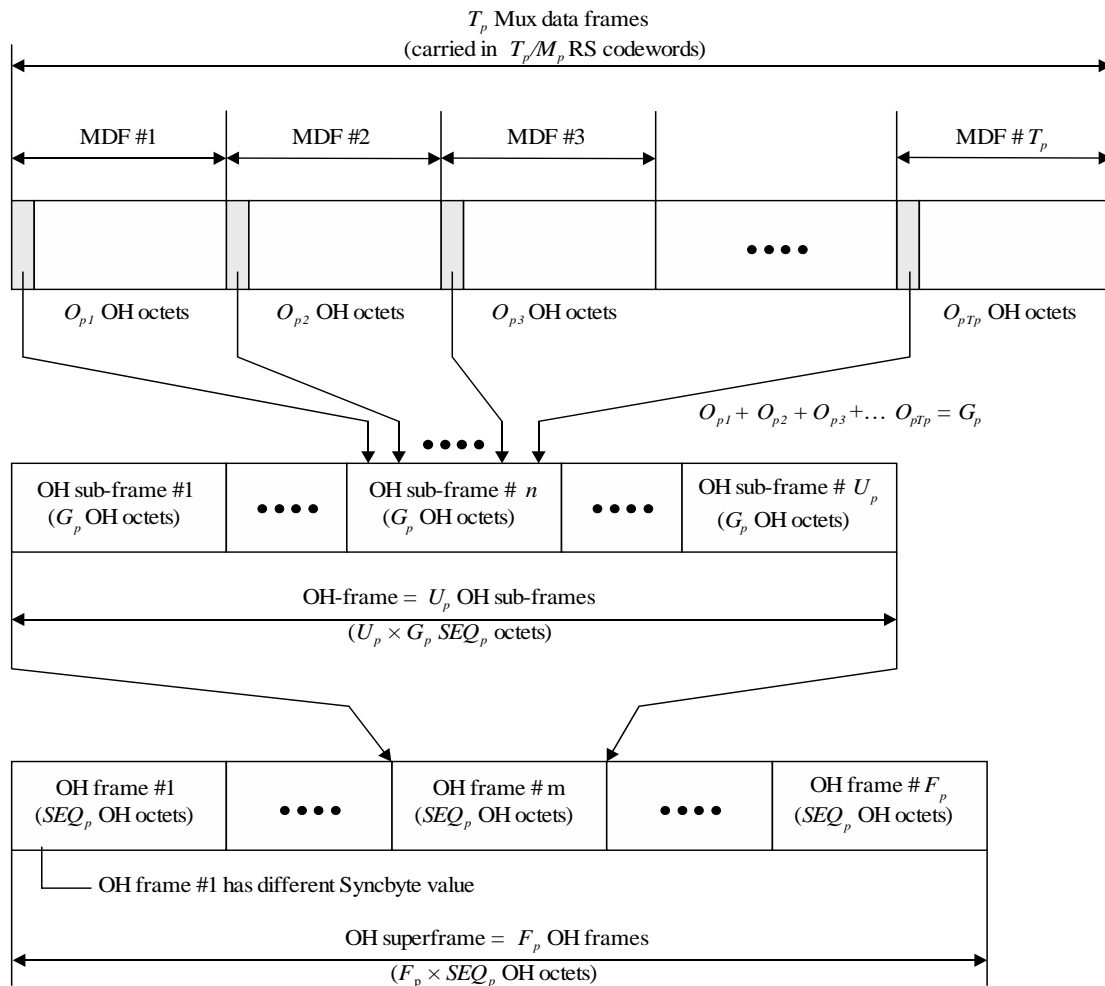 T_p Mux data frames
(carried in T_p/M_p RS codewords)
MDF #1 MDF #2 MDF #3 MDF # T_p
O_p1 OH octets O_p2 OH octets O_p3 OH octets O_pTp OH octets
O_p1 + O_p2 + O_p3 +… O_pTp = G_p
OH sub-frame #1 OH sub-frame # n OH sub-frame # U_p
(G_p OH octets) (G_p OH octets) (G_p OH octets)
OH-frame = U_p OH sub-frames
(U_p × G_p SEQ_p octets)
OH frame #1 OH frame # m OH frame # F_p
(SEQ_p OH octets) (SEQ_p OH octets) (SEQ_p OH octets)
OH frame #1 has different Syncbyte value
OH superframe = F_p OH frames
(F_p × SEQ_p OH octets)